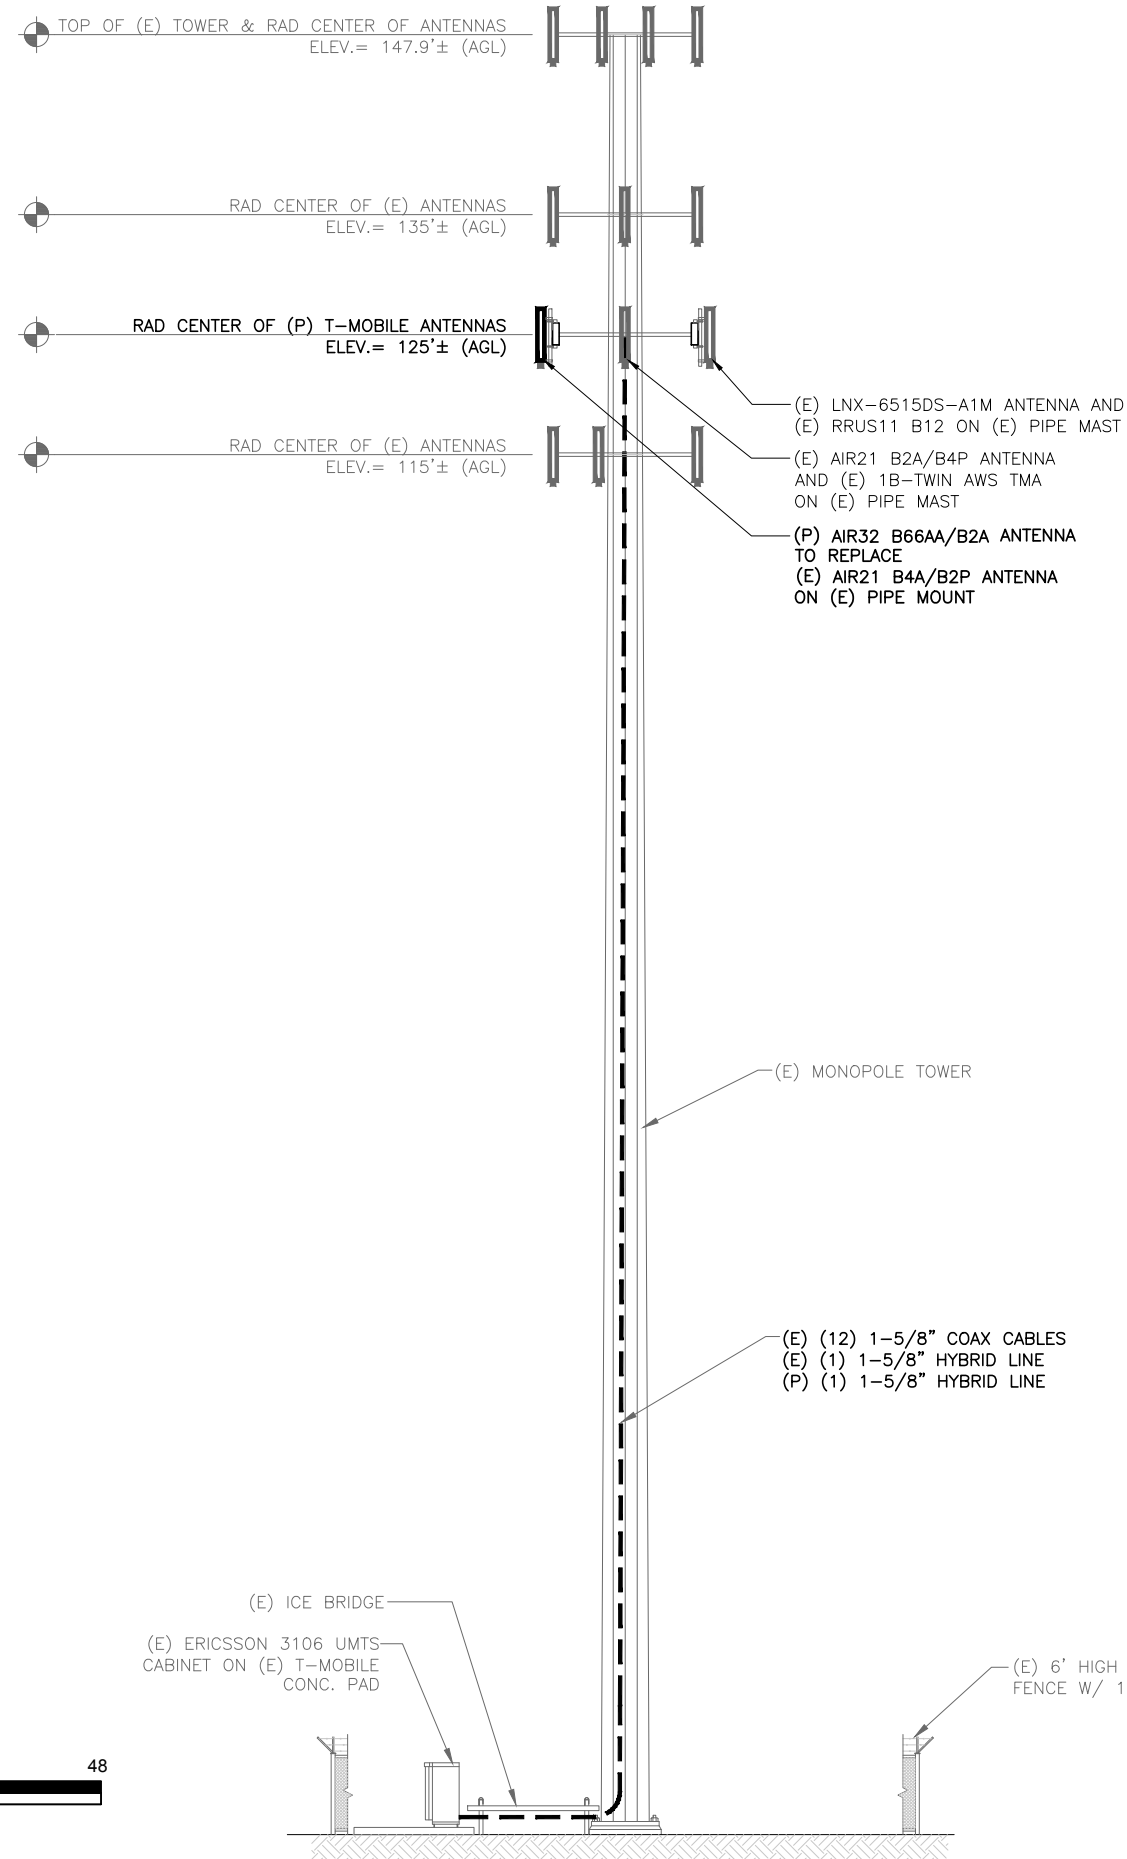 TOP OF (E) TOWER & RAD CENTER OF ANTENNAS
ELEV.= 147.9'± (AGL)
RAD CENTER OF (E) ANTENNAS
ELEV.= 135'± (AGL)
RAD CENTER OF (P) T-MOBILE ANTENNAS
ELEV.= 125'± (AGL)
(E) LNX-6515DS-A1M ANTENNA AND
(E) RRUS11 B12 ON (E) PIPE MAST
RAD CENTER OF (E) ANTENNAS
ELEV.= 115'± (AGL)
(E) AIR21 B2A/B4P ANTENNA
AND (E) 1B-TWIN AWS TMA
ON (E) PIPE MAST
(P) AIR32 B66AA/B2A ANTENNA
TO REPLACE
(E) AIR21 B4A/B2P ANTENNA
ON (E) PIPE MOUNT
(E) MONOPOLE TOWER
(E) (12) 1-5/8" COAX CABLES
(E) (1) 1-5/8" HYBRID LINE
(P) (1) 1-5/8" HYBRID LINE
(E) ICE BRIDGE
(E) ERICSSON 3106 UMTS
CABINET ON (E) T-MOBILE
CONC. PAD
(E) 6' HIGH
FENCE W/ 1
48